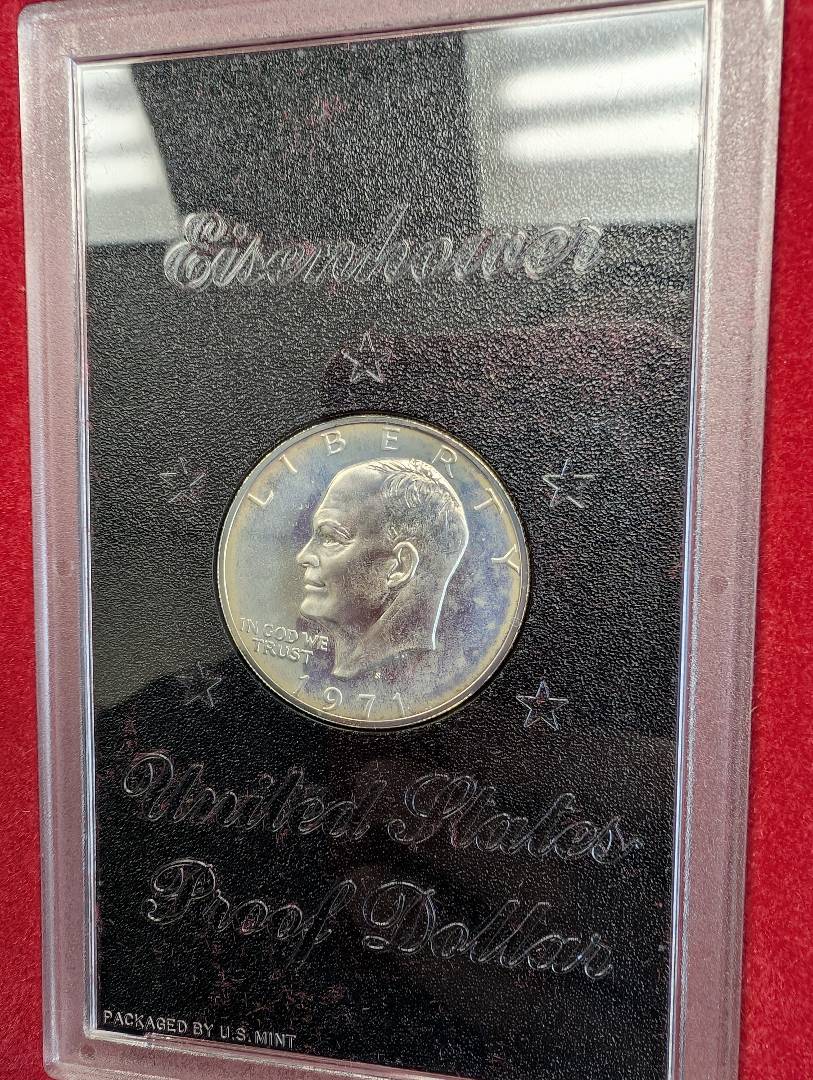 Eisenhower
LIBERTY
IN GOD WE
TRUST
S
1971
United States
Proof Dollar
PACKAGED BY U.S. MINT